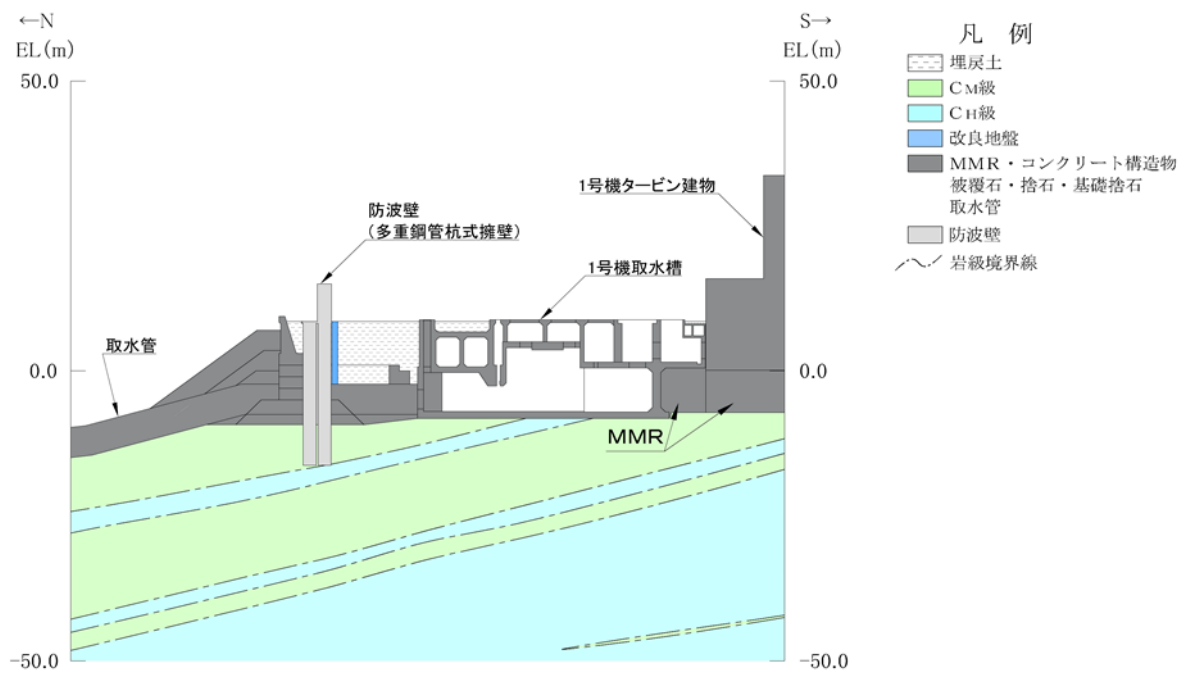 ←N
EL(m)
50.0
0.0
-50.0
S→
EL(m)
50.0
0.0
-50.0
防波壁
(多重鋼管杭式擁壁)
1号機タービン建物
1号機取水槽
取水管
MMR
凡 例
埋戻土
CM級
CH級
改良地盤
MMR・コンクリート構造物
被覆石・捨石・基礎捨石
取水管
防波壁
岩級境界線